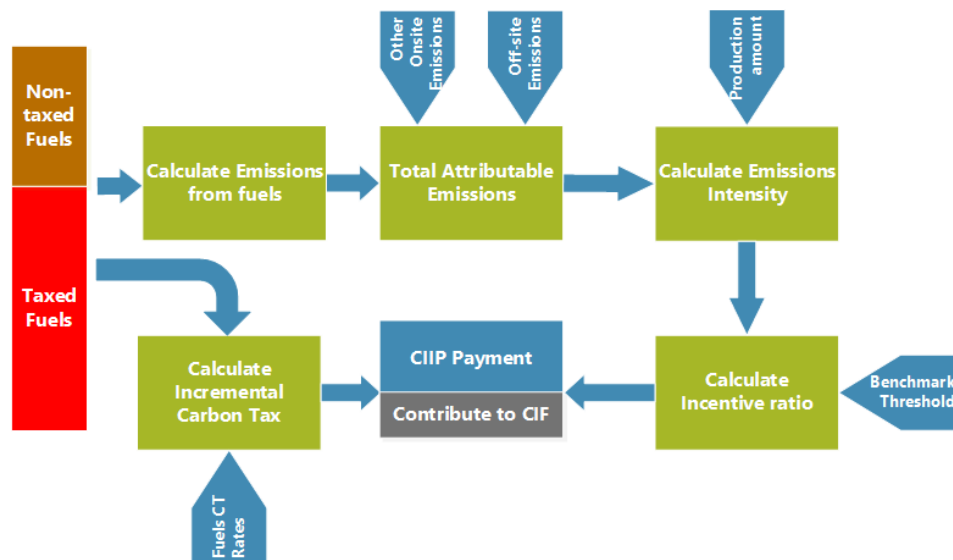 Other
Onsite
Emissions
Off-site
Emissions
Production
amount
Non-
taxed
Fuels
Calculate Emissions
from fuels
Total Attributable
Emissions
Calculate Emissions
Intensity
Taxed
Fuels
Calculate
Incremental
Carbon Tax
CIIP Payment
Contribute to CIF
Calculate
Incentive ratio
Benchmark
Threshold
Fuels CT
Rates